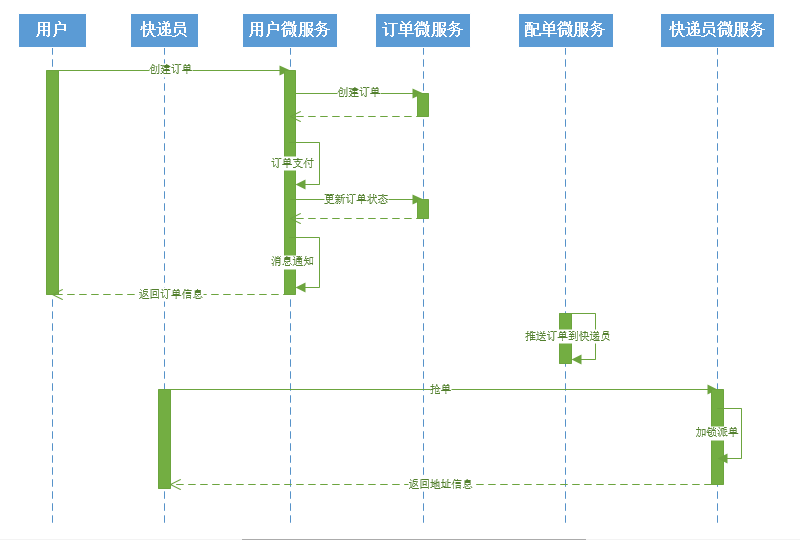 用户
快递员
用户微服务
订单微服务
配单微服务
快递员微服务
创建订单
创建订单
订单支付
更新订单状态
消息通知
返回订单信息
推送订单到快递员
抢单
加锁派单
返回地址信息